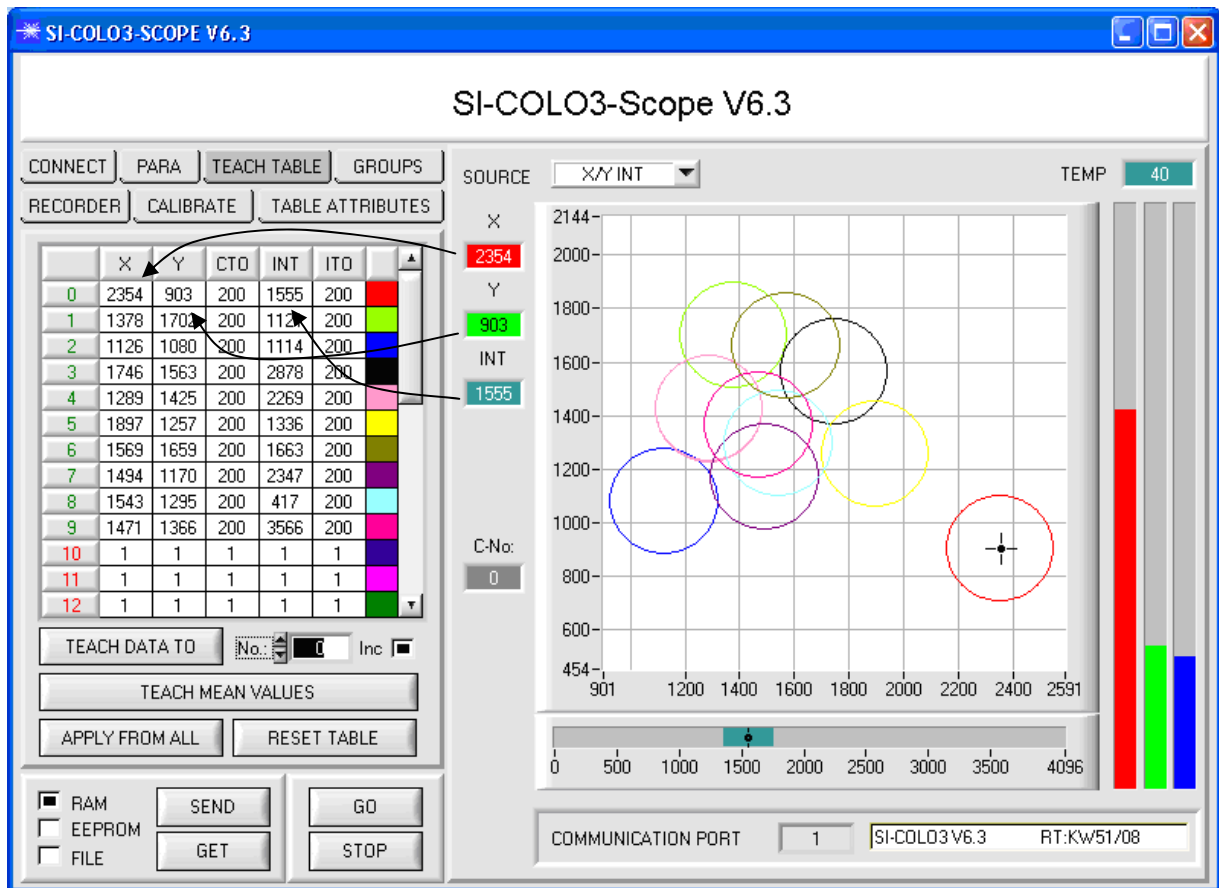 SI-COLO3-SCOPE V6.3
SI-COLO3-Scope V6.3
CONNECT PARA TEACH TABLE GROUPS
RECORDER CALIBRATE TABLE ATTRIBUTES
X Y CTO INT ITO
0 2354 903 200 1555 200
1 1378 1702 200 112 200
2 1126 1080 200 1114 200
3 1746 1563 200 2878 200
4 1289 1425 200 2269 200
5 1897 1257 200 1336 200
6 1569 1659 200 1663 200
7 1494 1170 200 2347 200
8 1543 1295 200 417 200
9 1471 1366 200 3566 200
10 1 1 1 1 1
11 1 1 1 1 1
12 1 1 1 1 1
TEACH DATA TO No.: 0 Inc
TEACH MEAN VALUES
APPLY FROM ALL RESET TABLE
RAM
EEPROM
FILE
SEND
GET
GO
STOP
SOURCE X/Y INT
TEMP 40
X
2354
Y
903
INT
1555
C-No:
0
2144
2000
1800
1600
1400
1200
1000
800
600
454
901 1200 1400 1600 1800 2000 2200 2400 2591
0 500 1000 1500 2000 2500 3000 3500 4096
COMMUNICATION PORT 1 SI-COLO3 V6.3 RT:KW51/08